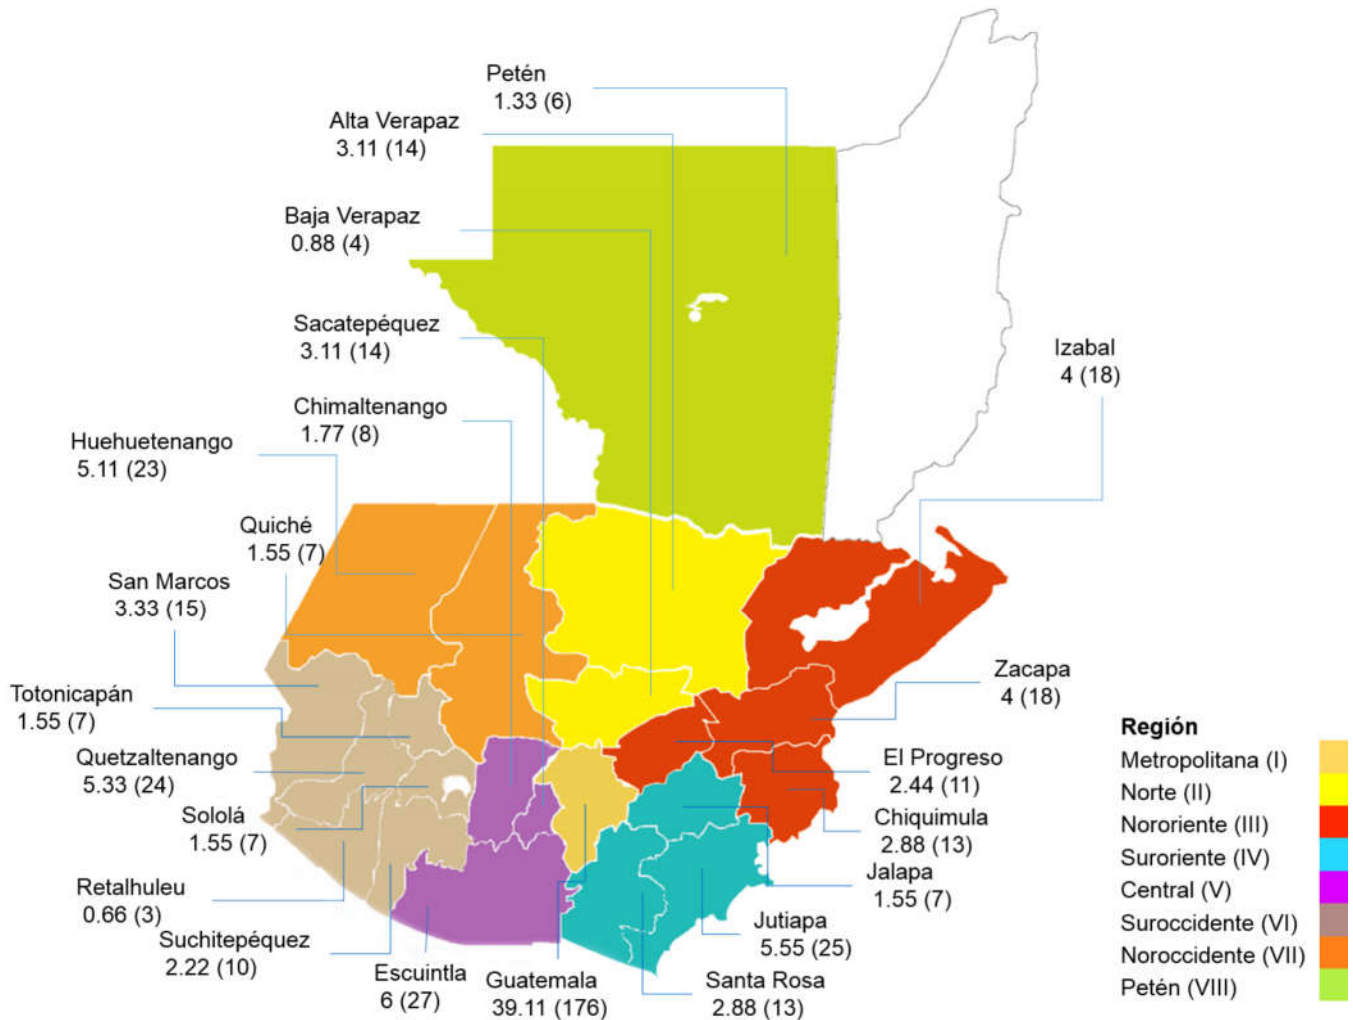 Petén
1.33 (6)
Alta Verapaz
3.11 (14)
Baja Verapaz
0.88 (4)
Sacatepéquez
3.11 (14)
Izabal
4 (18)
Chimaltenango
1.77 (8)
Huehuetenango
5.11 (23)
Quiché
1.55 (7)
San Marcos
3.33 (15)
Totonicapán
1.55 (7)
Zacapa
4 (18)
Quetzaltenango
5.33 (24)
El Progreso
2.44 (11)
Sololá
1.55 (7)
Chiquimula
2.88 (13)
Retalhuleu
0.66 (3)
Jalapa
1.55 (7)
Suchitepéquez
2.22 (10)
Jutiapa
5.55 (25)
Escuintla
6 (27)
Guatemala
39.11 (176)
Santa Rosa
2.88 (13)
Región
Metropolitana (I)
Norte (II)
Nororiente (III)
Suroriente (IV)
Central (V)
Suroccidente (VI)
Noroccidente (VII)
Petén (VIII)